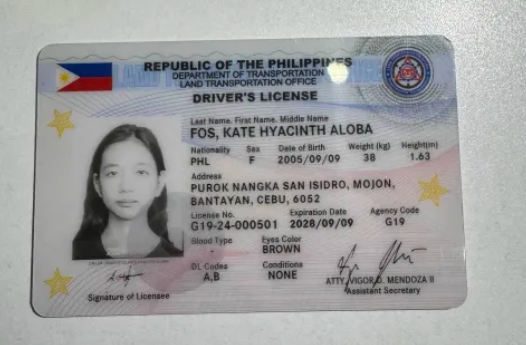 REPUBLIC OF THE PHILIPPINES
DEPARTMENT OF TRANSPORTATION
LAND TRANSPORTATION OFFICE
DRIVER'S LICENSE
Last Name, First Name, Middle Name
FOS, KATE HYACINTH ALOBA
Nationality Sex Date of Birth Weight (kg) Height(m)
PHL F 2005/09/09 38 1.63
Address
PUROK NANGKA SAN ISIDRO, MOJON,
BANTAYAN, CEBU, 6052
License No. Expiration Date Agency Code
G19-24-000501 2028/09/09 G19
Blood Type Eyes Color
- BROWN
DL Codes Conditions
A,B NONE
ATTY. VIGOR D. MENDOZA II
Assistant Secretary
Signature of Licensee